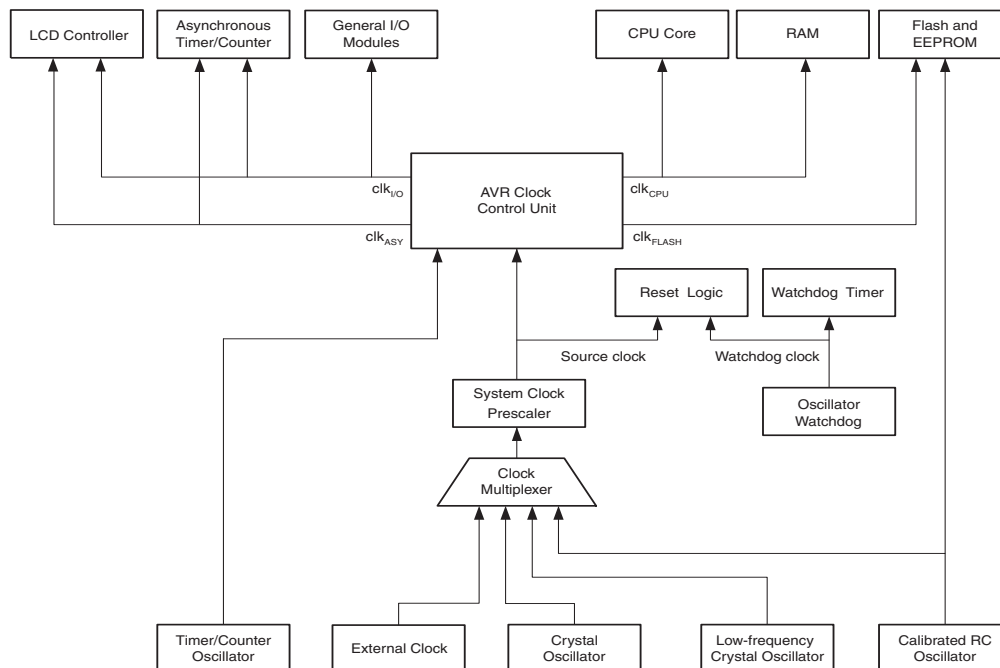 LCD Controller
Asynchronous
Timer/Counter
General I/O
Modules
CPU Core
RAM
Flash and
EEPROM
clkI/O
AVR Clock
Control Unit
clkCPU
clkASY
clkFLASH
Reset Logic
Watchdog Timer
Source clock
Watchdog clock
System Clock
Prescaler
Oscillator
Watchdog
Clock
Multiplexer
Timer/Counter
Oscillator
External Clock
Crystal
Oscillator
Low-frequency
Crystal Oscillator
Calibrated RC
Oscillator